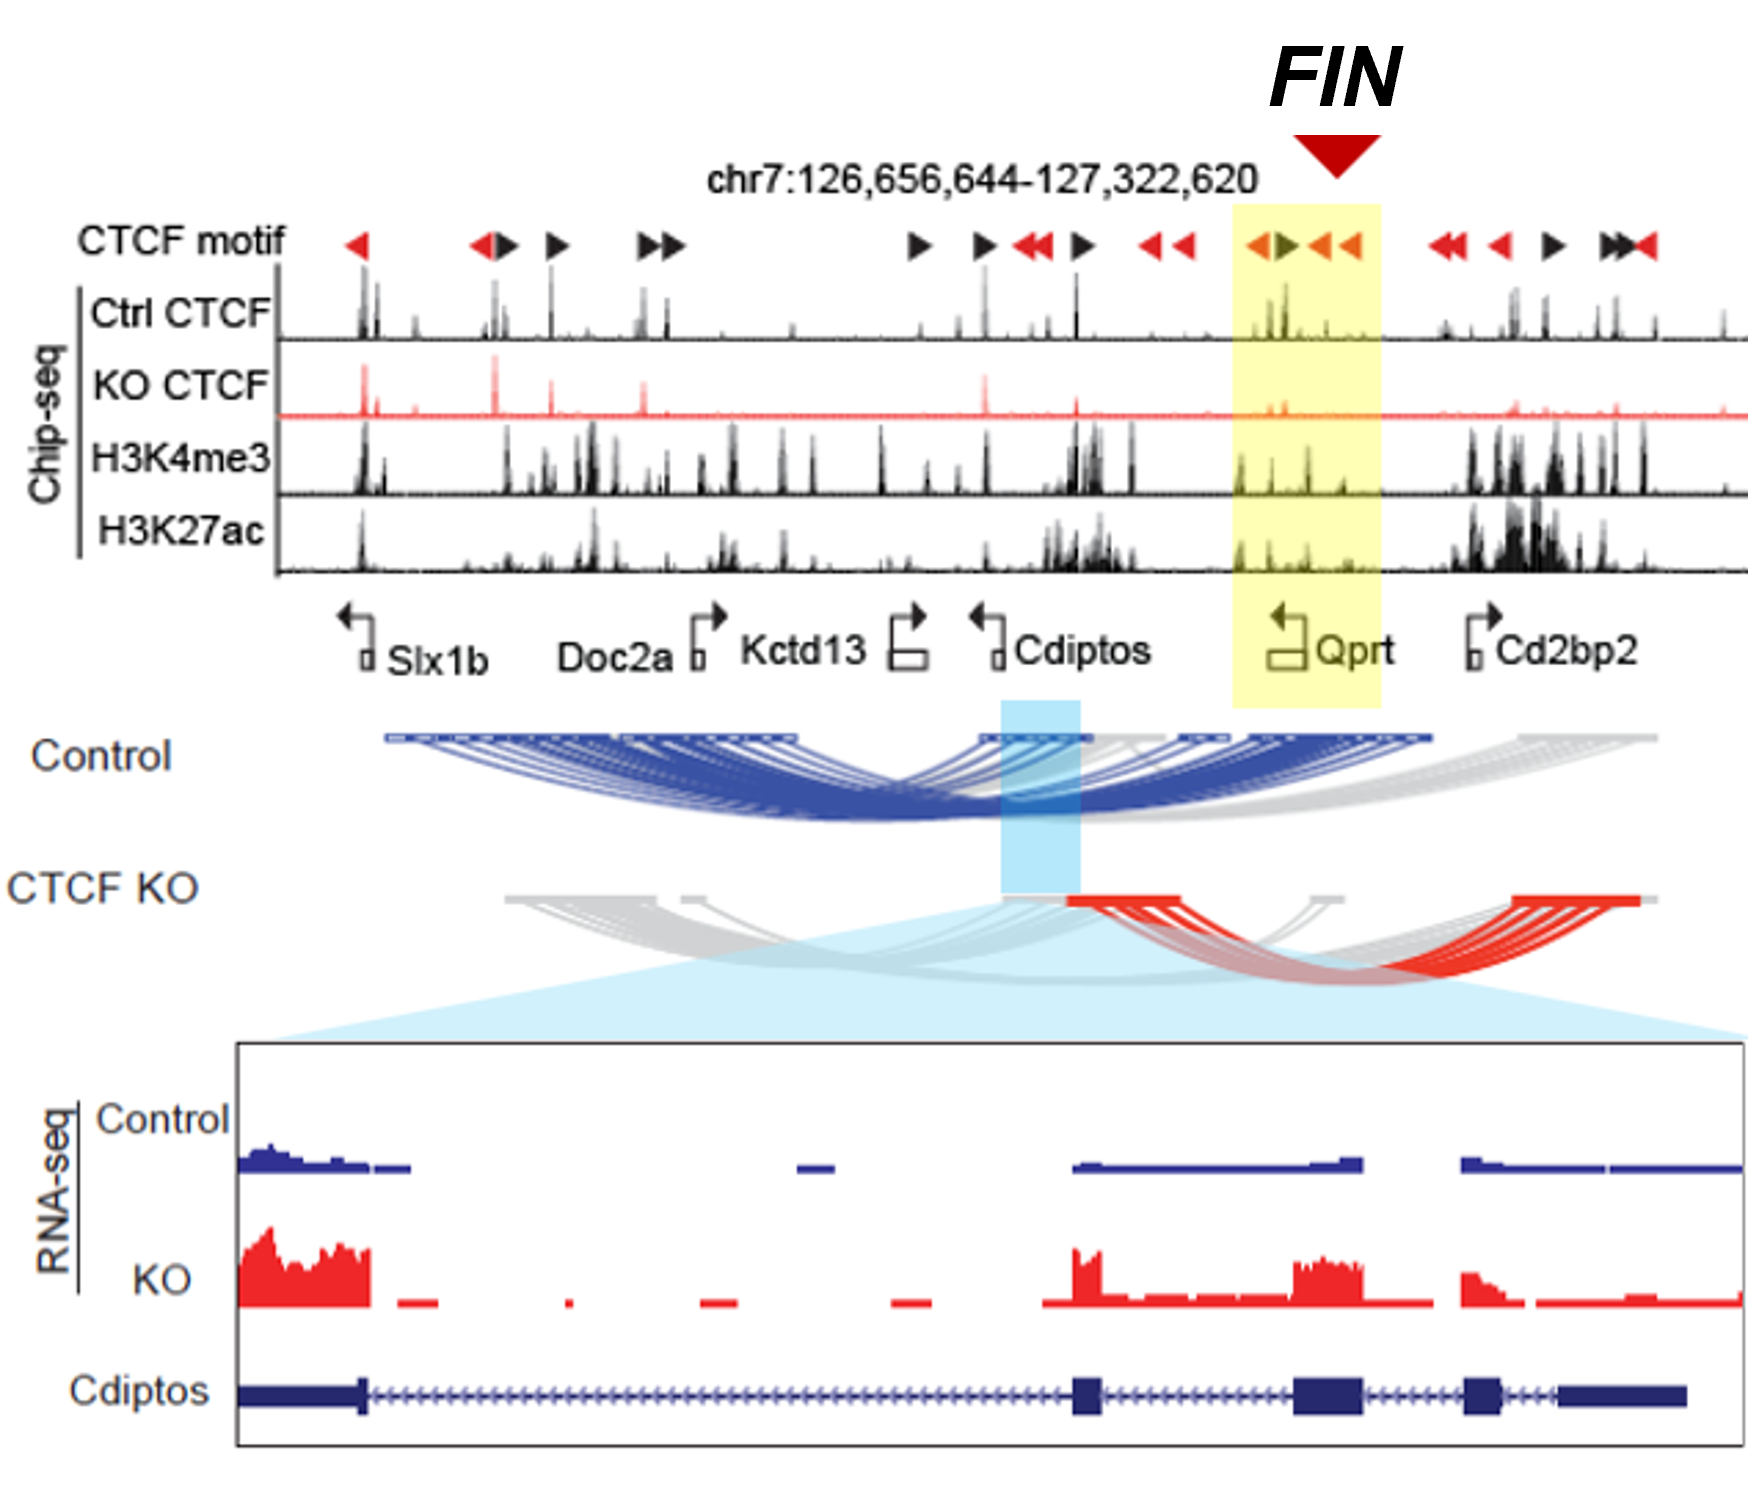 FIN
chr7:126,656,644-127,322,620
CTCF motif
Chip-seq
Ctrl CTCF
KO CTCF
H3K4me3
H3K27ac
Slx1b
Doc2a
Kctd13
Cdiptos
Qprt
Cd2bp2
Control
CTCF KO
RNA-seq
Control
KO
Cdiptos